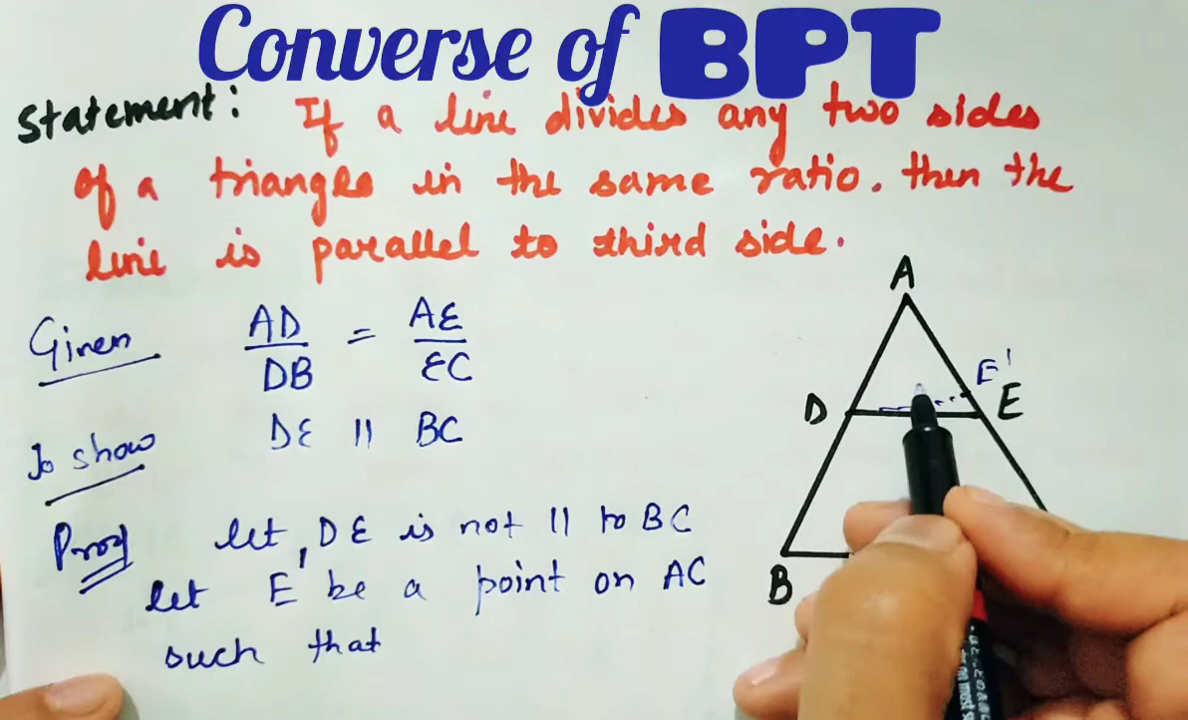 Converse of BPT
Statement: If a line divides any two sides
of a triangles in the same ratio. then the
line is parallel to third side.
Given AD/DB = AE/EC
To show DE || BC
Proof let, DE is not || to BC
let E' be a point on AC
such that
A
E'
D E
B